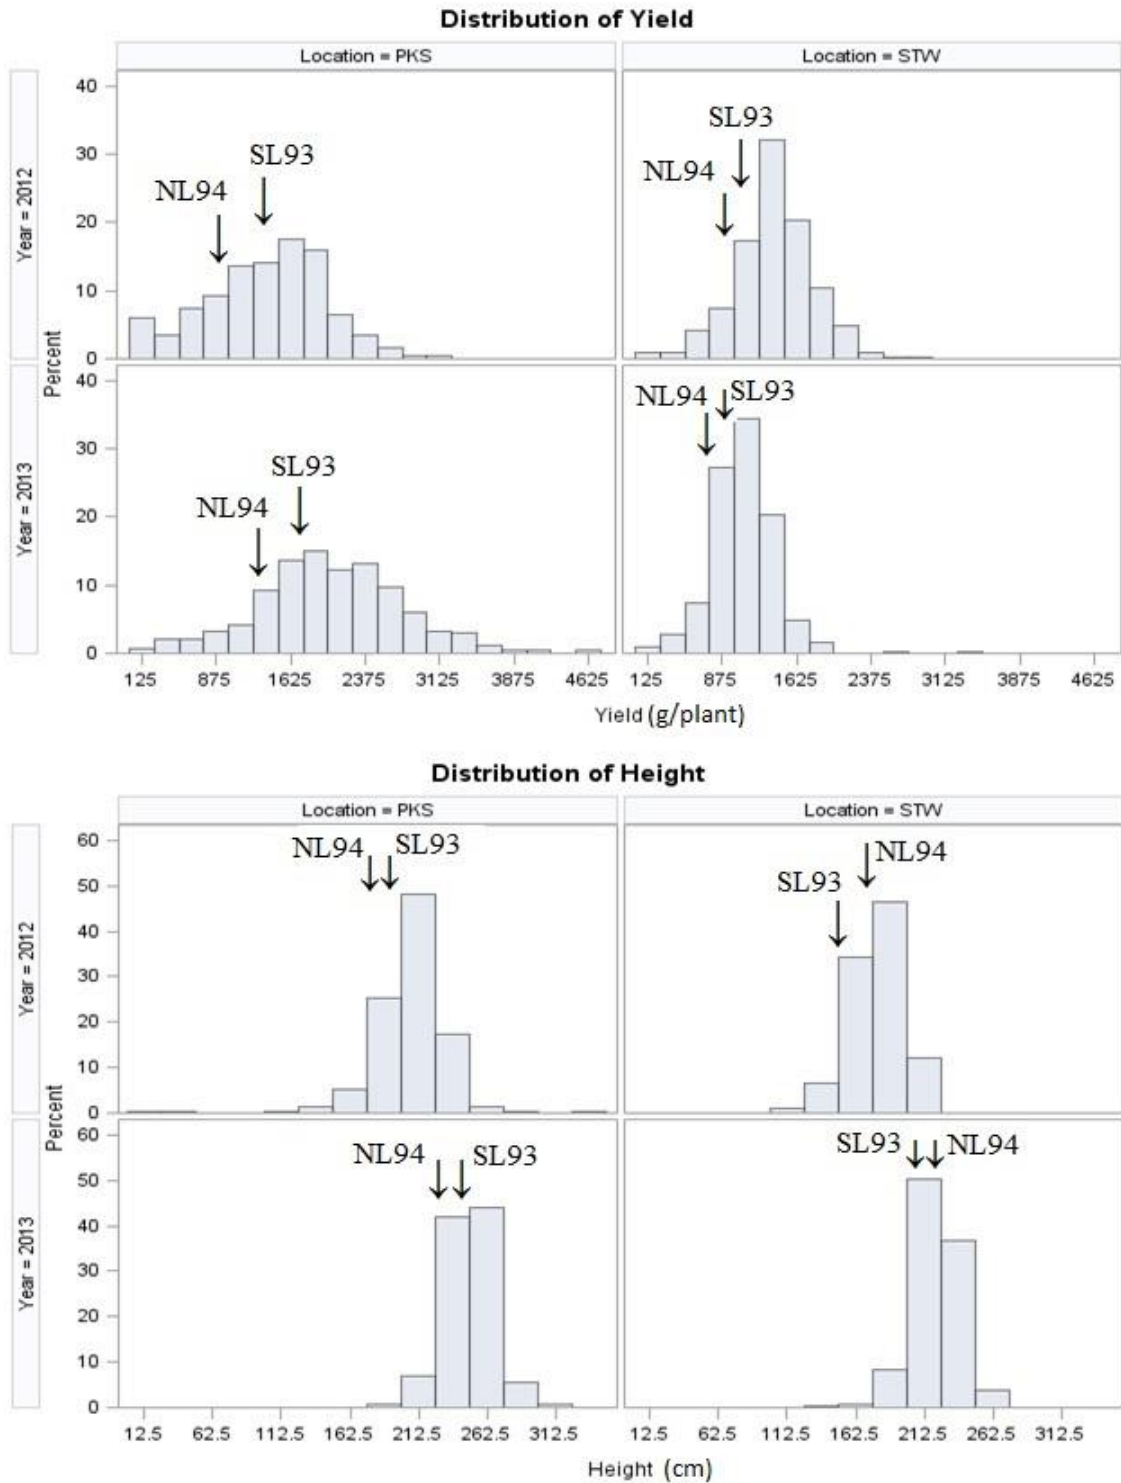 Distribution of Yield
Location = PKS
Location = STW
Year = 2012
40
30
20
10
0
NL94
SL93
NL94
SL93
Percent
Year = 2013
40
30
20
10
0
NL94
SL93
NL94
SL93
125 875 1625 2375 3125 3875 4625
125 875 1625 2375 3125 3875 4625
Yield (g/plant)
Distribution of Height
Location = PKS
Location = STW
Year = 2012
60
50
40
30
20
10
0
NL94
SL93
SL93
NL94
Percent
Year = 2013
60
50
40
30
20
10
0
NL94
SL93
SL93
NL94
12.5 62.5 112.5 162.5 212.5 262.5 312.5
12.5 62.5 112.5 162.5 212.5 262.5 312.5
Height (cm)